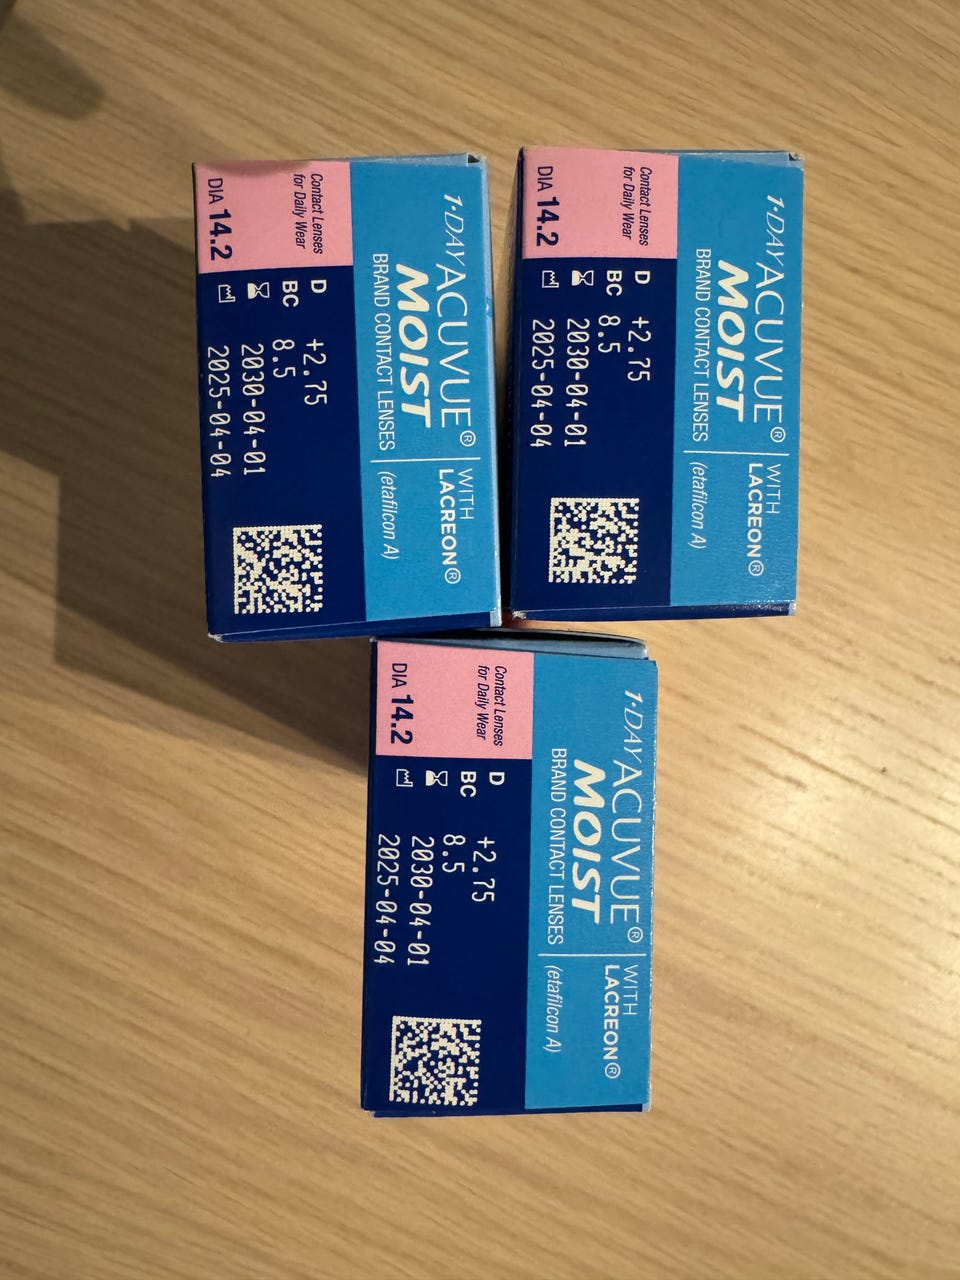 1·DAY ACUVUE®
MOIST
BRAND CONTACT LENSES
WITH
LACREON®
(etafilcon A)
Contact Lenses
for Daily Wear
DIA 14.2
D +2.75
BC 8.5
2030-04-01
2025-04-04
1·DAY ACUVUE®
MOIST
BRAND CONTACT LENSES
WITH
LACREON®
(etafilcon A)
Contact Lenses
for Daily Wear
DIA 14.2
D +2.75
BC 8.5
2030-04-01
2025-04-04
1·DAY ACUVUE®
MOIST
BRAND CONTACT LENSES
WITH
LACREON®
(etafilcon A)
Contact Lenses
for Daily Wear
DIA 14.2
D +2.75
BC 8.5
2030-04-01
2025-04-04